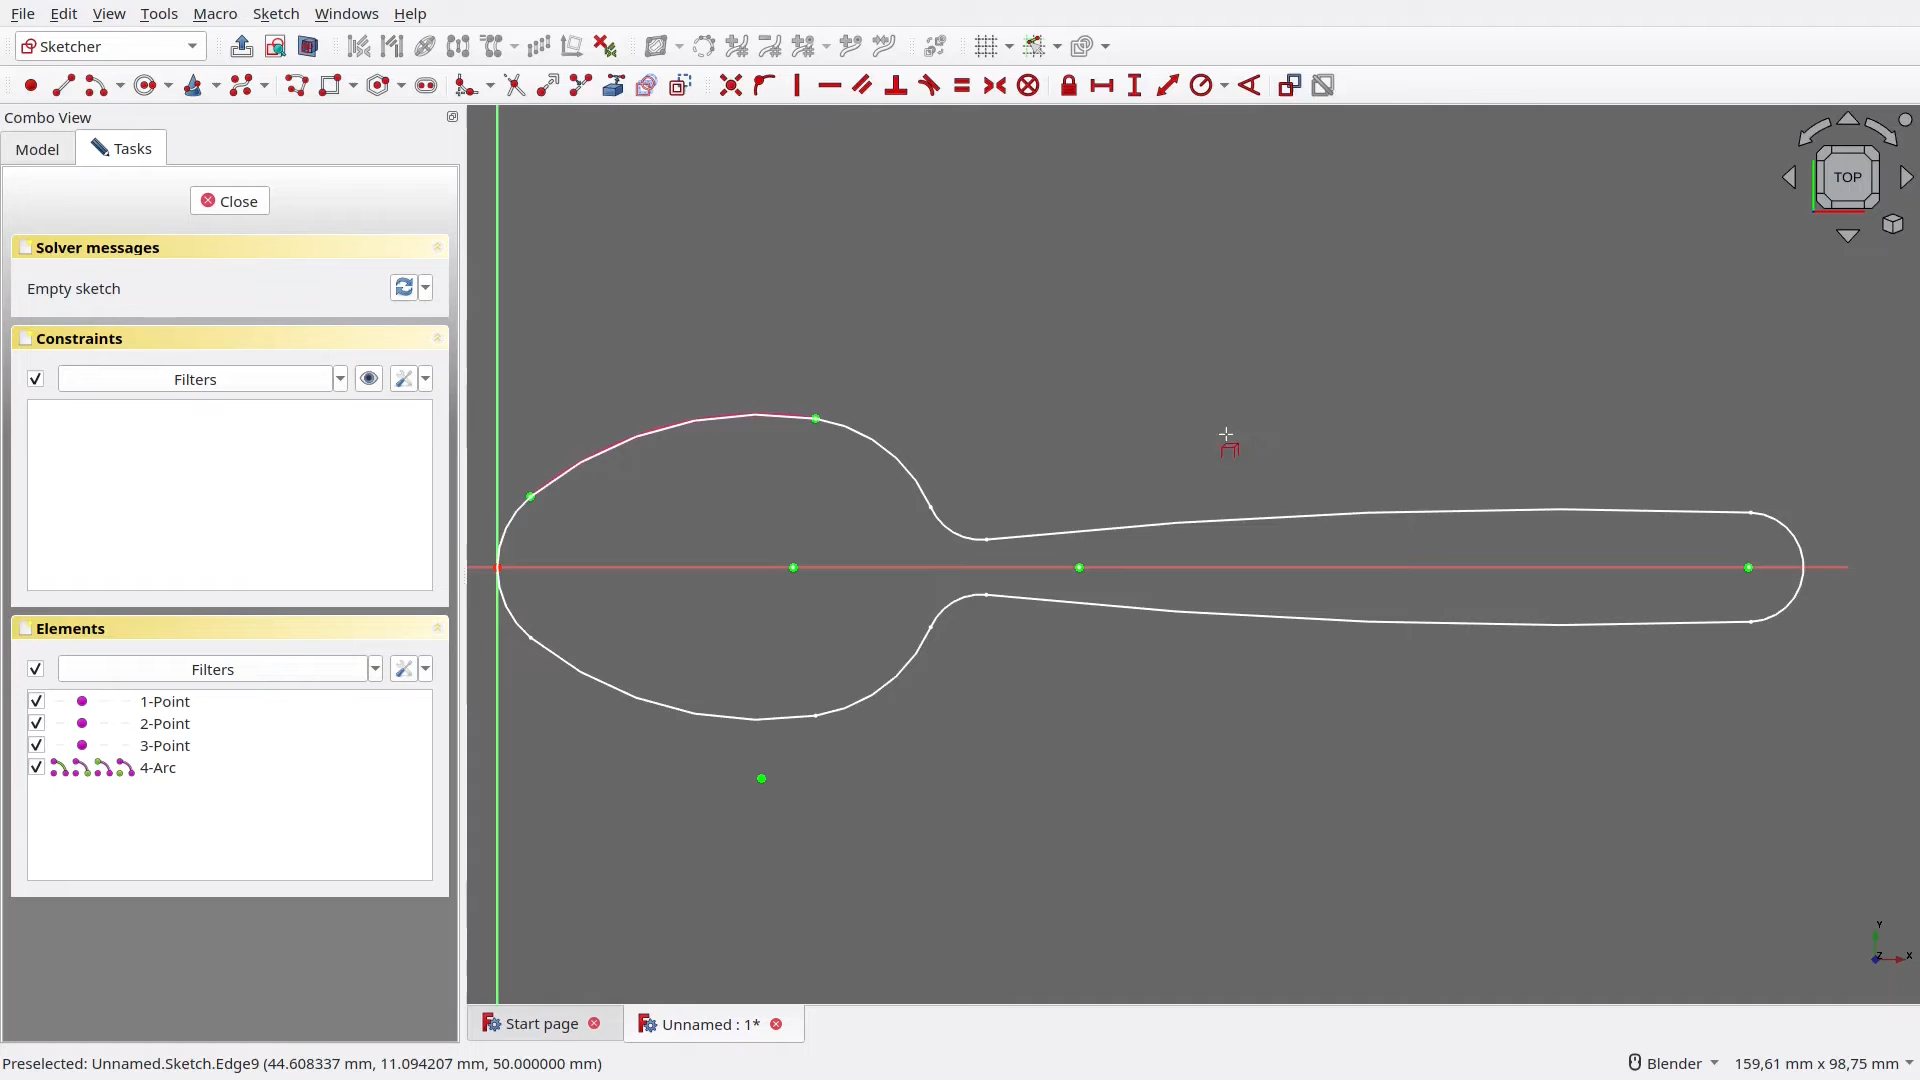 File Edit View Tools Macro Sketch Windows Help
Sketcher
Combo View
Model
Tasks
Close
Solver messages
Empty sketch
Constraints
Filters
Elements
Filters
1-Point
2-Point
3-Point
4-Arc
TOP
Y
Z
X
Start page
Unnamed : 1*
Preselected: Unnamed.Sketch.Edge9 (44.608337 mm, 11.094207 mm, 50.000000 mm)
Blender
159,61 mm x 98,75 mm